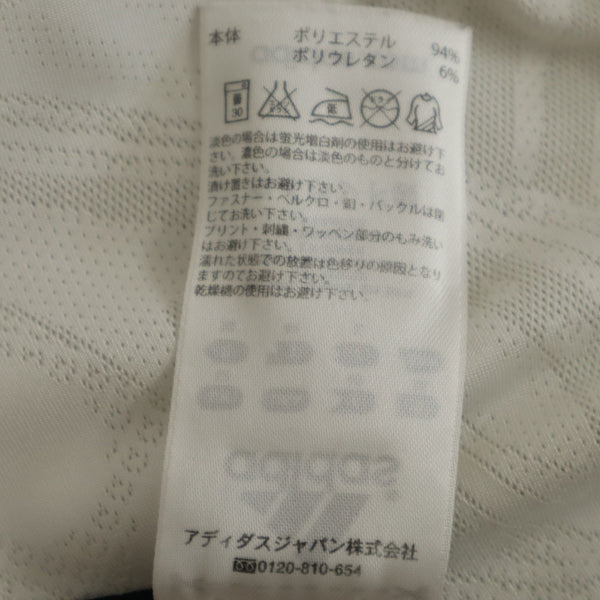 本体 ポリエステル 94%
ポリウレタン 6%
30
淡色の場合は蛍光増白剤の使用はお避け下
さい。濃色の場合は淡色のものと分けてお
洗い下さい。
漬け置きはお避け下さい。
ファスナー・ベルクロ・釦・バックルは閉
じてお洗い下さい。
プリント・刺繍・ワッペン部分のもみ洗い
はお避け下さい。
濡れた状態での放置は色移りの原因となり
ますのでお避け下さい。
乾燥機の使用はお避け下さい
adidas
アディダスジャパン株式会社
0120-810-654